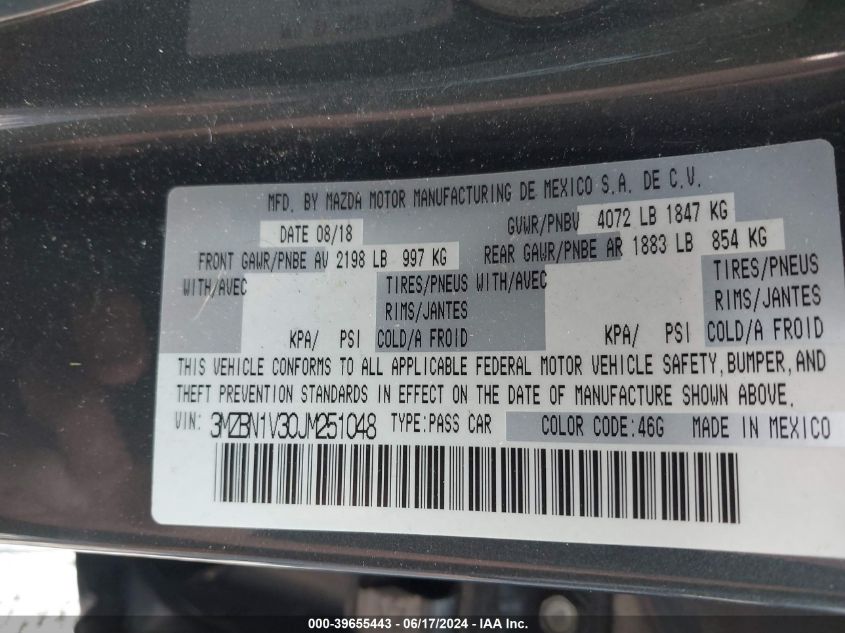 MFD. BY MAZDA MOTOR MANUFACTURING DE MEXICO S.A. DE C.V.
DATE 08/18 GVWR/PNBV 4072 LB 1847 KG
FRONT GAWR/PNBE AV 2198 LB 997 KG REAR GAWR/PNBE AR 1883 LB 854 KG
WITH/AVEC TIRES/PNEUS WITH/AVEC TIRES/PNEUS
RIMS/JANTES RIMS/JANTES
KPA/ PSI COLD/A FROID KPA/ PSI COLD/A FROID
THIS VEHICLE CONFORMS TO ALL APPLICABLE FEDERAL MOTOR VEHICLE SAFETY, BUMPER, AND
THEFT PREVENTION STANDARDS IN EFFECT ON THE DATE OF MANUFACTURE SHOWN ABOVE.
VIN: 3MZBN1V30JM251048 TYPE:PASS CAR COLOR CODE:46G MADE IN MEXICO
000-39655443 - 06/17/2024 - IAA Inc.